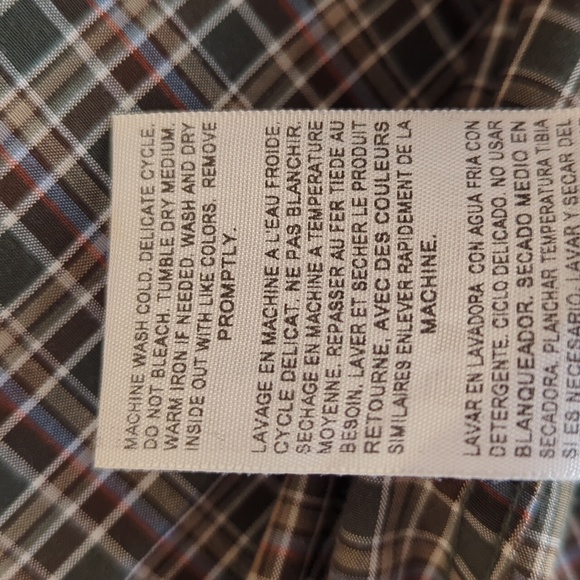 MACHINE WASH COLD. DELICATE CYCLE.
DO NOT BLEACH. TUMBLE DRY MEDIUM.
WARM IRON IF NEEDED. WASH AND DRY
INSIDE OUT WITH LIKE COLORS. REMOVE
PROMPTLY.
LAVAGE EN MACHINE A L'EAU FROIDE.
CYCLE DELICAT. NE PAS BLANCHIR.
SECHAGE EN MACHINE A TEMPERATURE
MOYENNE. REPASSER AU FER TIEDE AU
BESOIN. LAVER ET SECHER LE PRODUIT
RETOURNE, AVEC DES COULEURS
SIMILAIRES ENLEVER RAPIDEMENT DE LA
MACHINE.
LAVAR EN LAVADORA CON AGUA FRIA CON
DETERGENTE. CICLO DELICADO. NO USAR
BLANQUEADOR. SECADO MEDIO EN
SECADORA. PLANCHAR TEMPERATURA TIBIA
SI ES NECESARIO. LAVAR Y SEGAR DEL